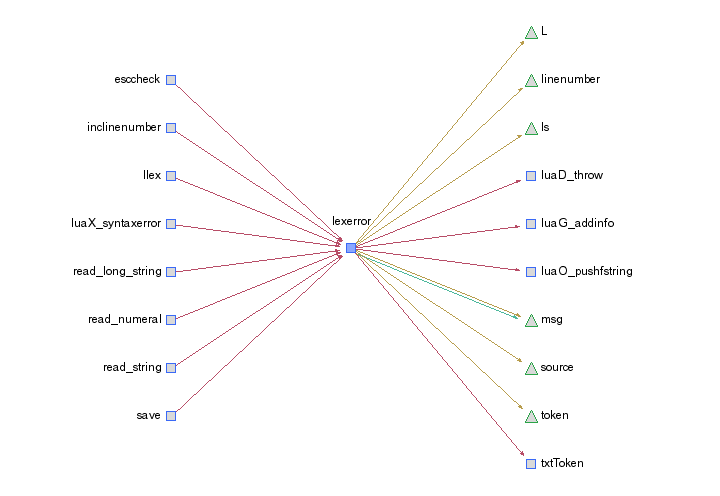 esccheck
inclinenumber
llex
luaX_syntaxerror
read_long_string
read_numeral
read_string
save
lexerror
L
linenumber
ls
luaD_throw
luaG_addinfo
luaO_pushfstring
msg
source
token
txtToken